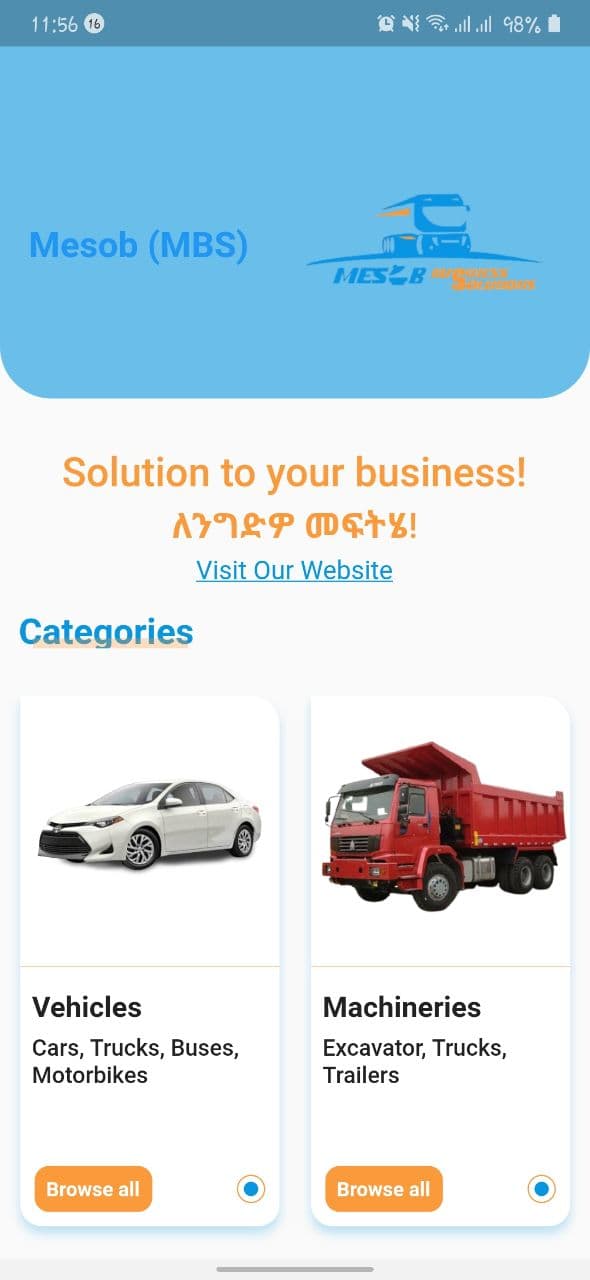 11:56 16 98%
Mesob (MBS)
MESOB
Solution to your business!
ለንግድዎ መፍትሄ!
Visit Our Website
Categories
Vehicles
Cars, Trucks, Buses,
Motorbikes
Browse all
Machineries
Excavator, Trucks,
Trailers
Browse all